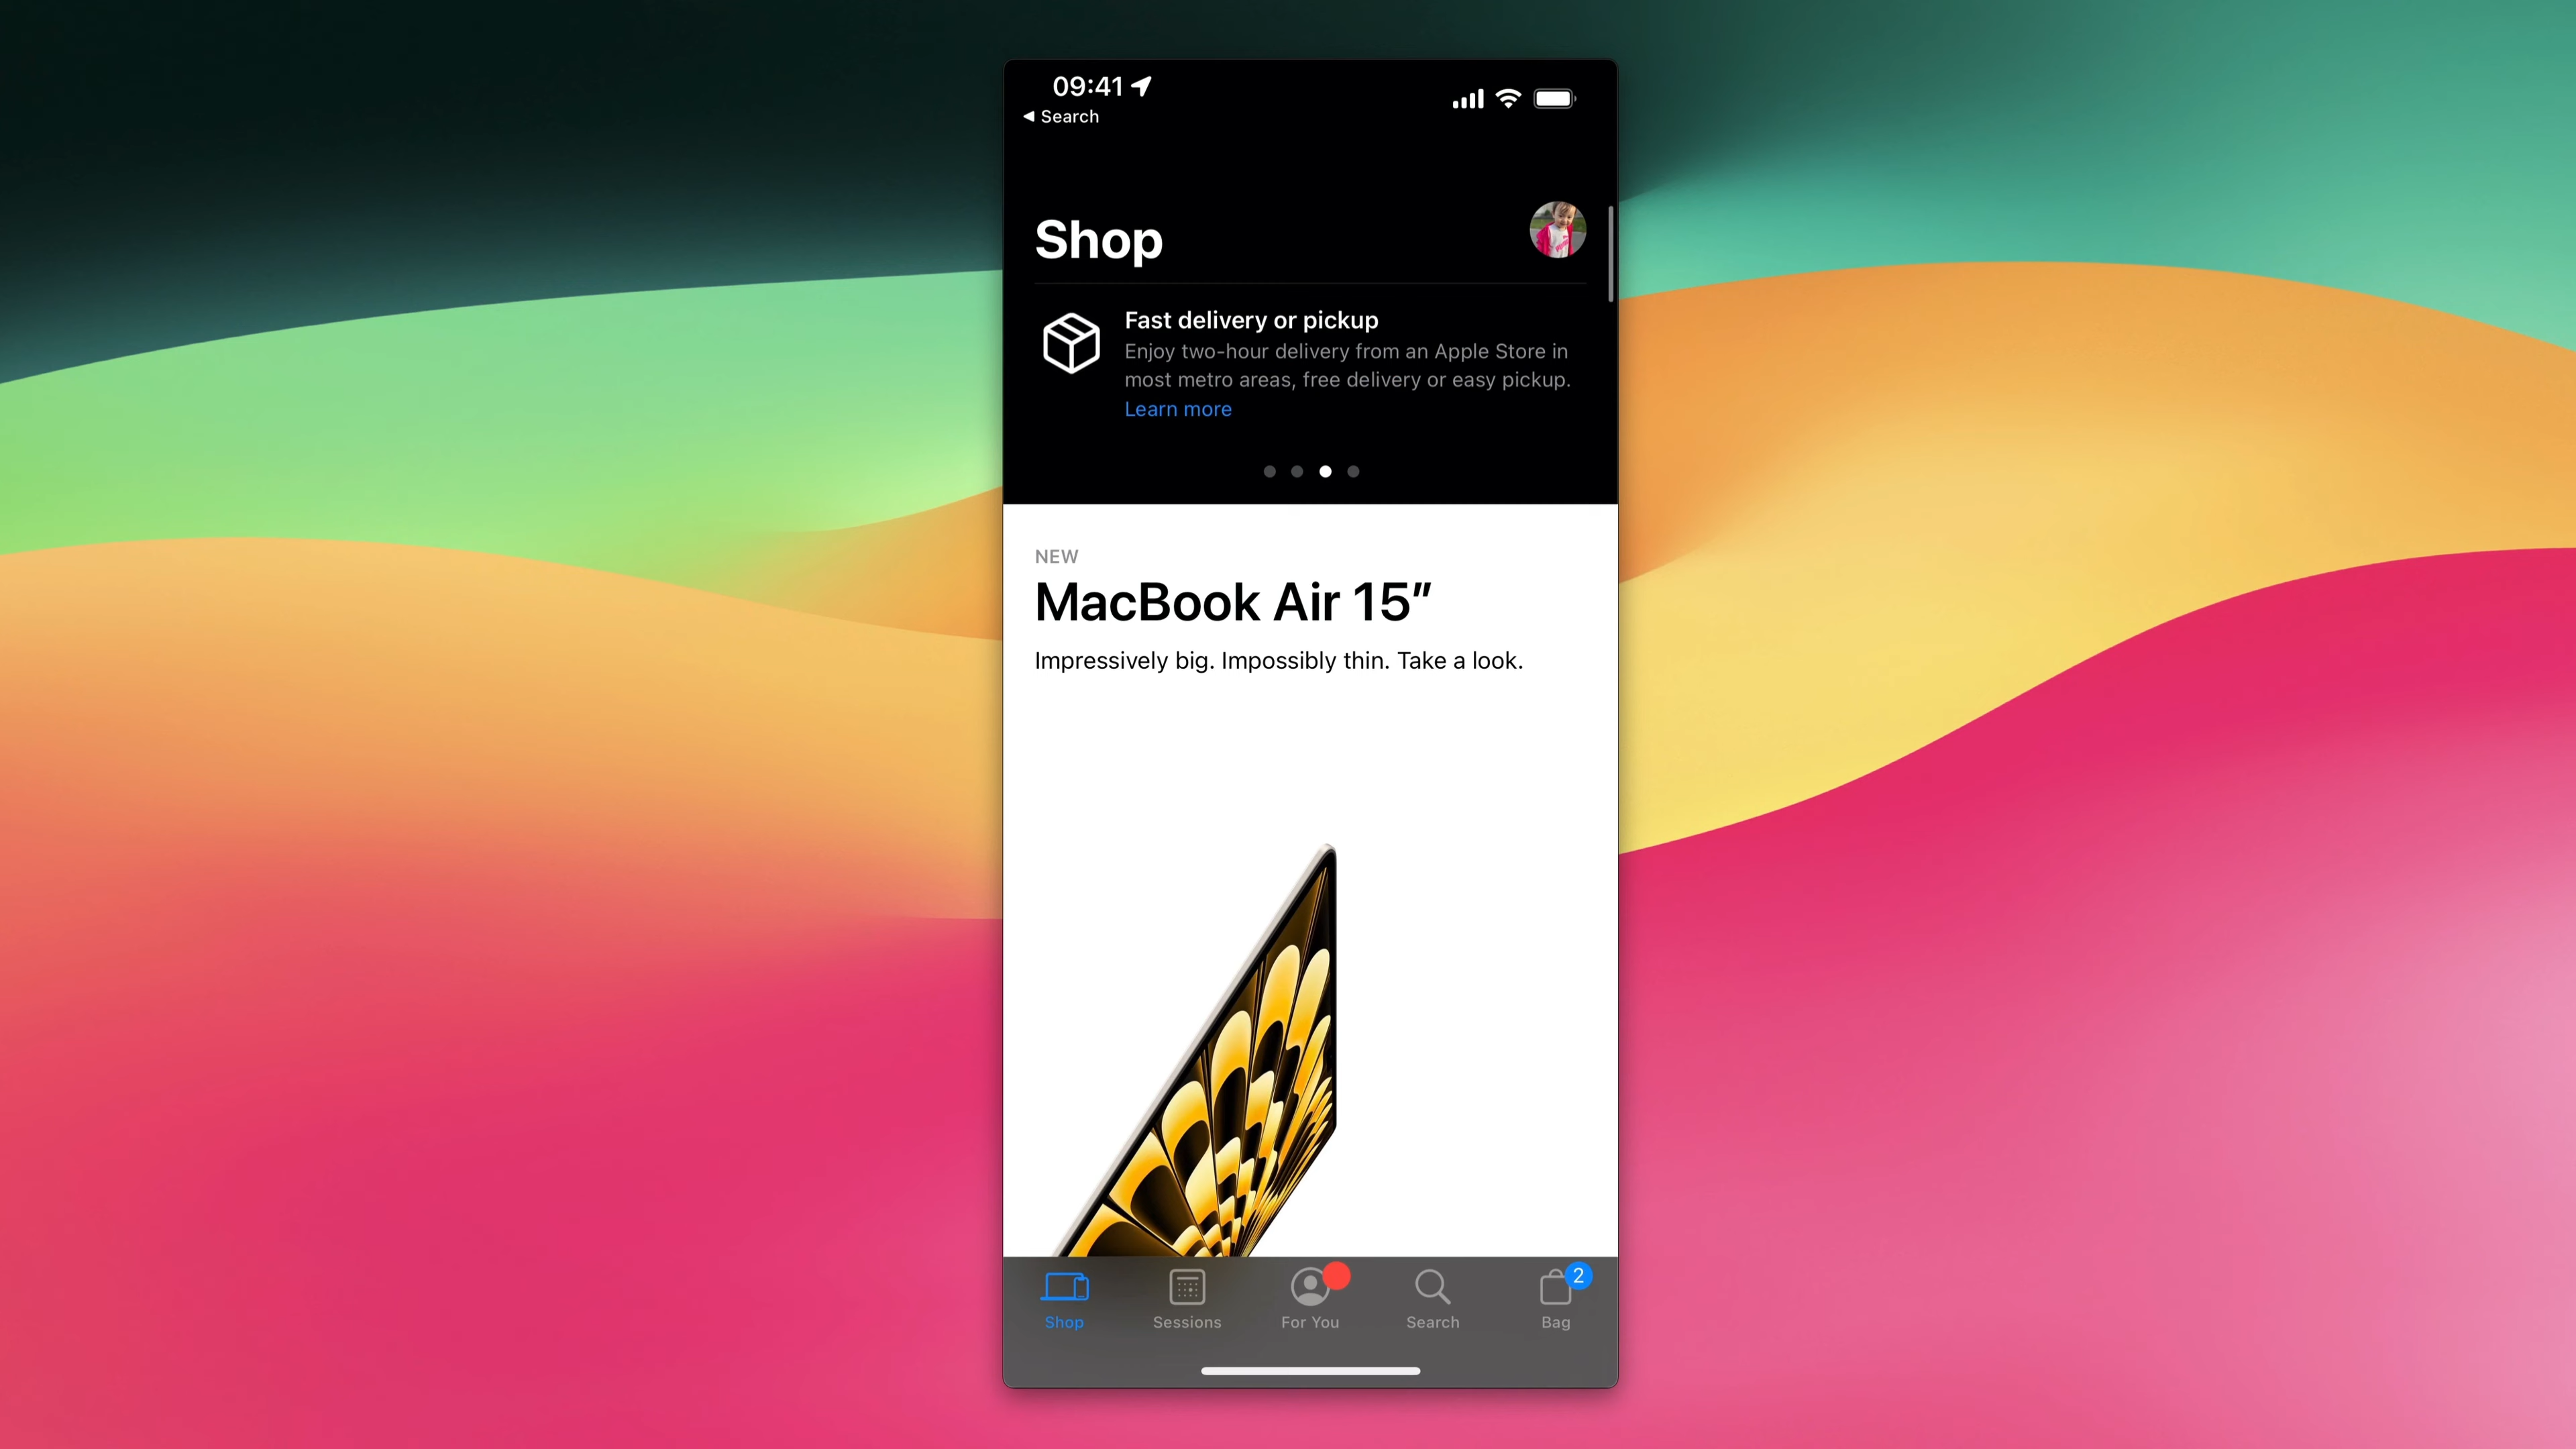 09:41
Search
Shop
Fast delivery or pickup
Enjoy two-hour delivery from an Apple Store in
most metro areas, free delivery or easy pickup.
Learn more
NEW
MacBook Air 15″
Impressively big. Impossibly thin. Take a look.
2
Shop Sessions For You Search Bag